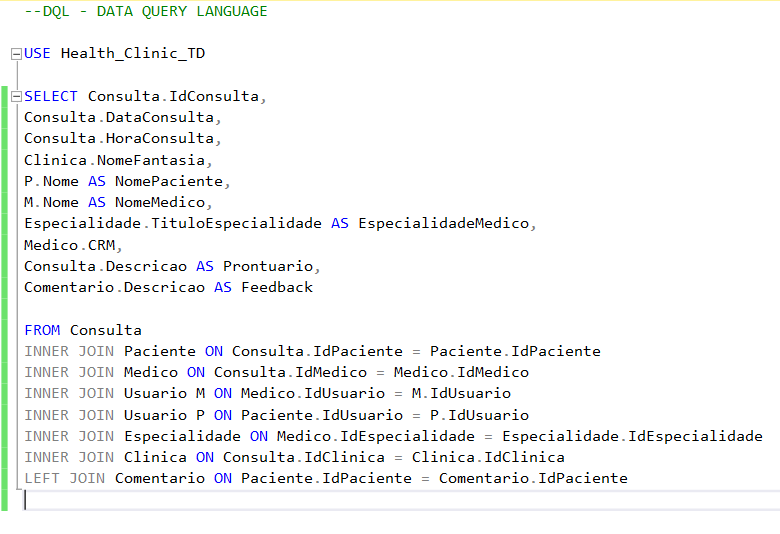 --DQL - DATA QUERY LANGUAGE
USE Health_Clinic_TD
SELECT Consulta.IdConsulta,
Consulta.DataConsulta,
Consulta.HoraConsulta,
Clinica.NomeFantasia,
P.Nome AS NomePaciente,
M.Nome AS NomeMedico,
Especialidade.TituloEspecialidade AS EspecialidadeMedico,
Medico.CRM,
Consulta.Descricao AS Prontuario,
Comentario.Descricao AS Feedback
FROM Consulta
INNER JOIN Paciente ON Consulta.IdPaciente = Paciente.IdPaciente
INNER JOIN Medico ON Consulta.IdMedico = Medico.IdMedico
INNER JOIN Usuario M ON Medico.IdUsuario = M.IdUsuario
INNER JOIN Usuario P ON Paciente.IdUsuario = P.IdUsuario
INNER JOIN Especialidade ON Medico.IdEspecialidade = Especialidade.IdEspecialidade
INNER JOIN Clinica ON Consulta.IdClinica = Clinica.IdClinica
LEFT JOIN Comentario ON Paciente.IdPaciente = Comentario.IdPaciente